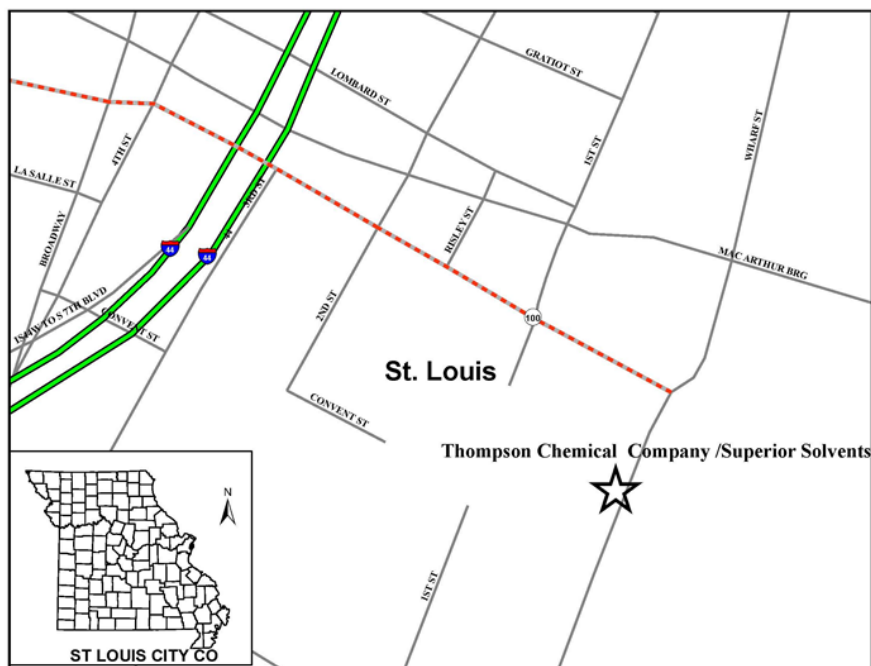 GRATIOT ST
LOMBARD ST
1ST ST
WHARF ST
4TH ST
LA SALLE ST
3RD ST
RISLEY ST
BROADWAY
44
44
44
MAC ARTHUR BRG
IS44W TO S 7TH BLVD
CONVENT ST
2ND ST
100
St. Louis
CONVENT ST
Thompson Chemical Company /Superior Solvents
N
1ST ST
ST LOUIS CITY CO